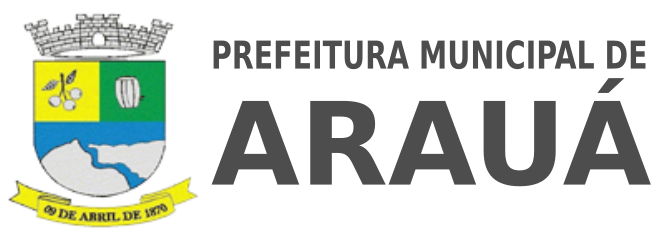 PREFEITURA MUNICIPAL DE
ARAUÁ
09 DE ABRIL DE 1870